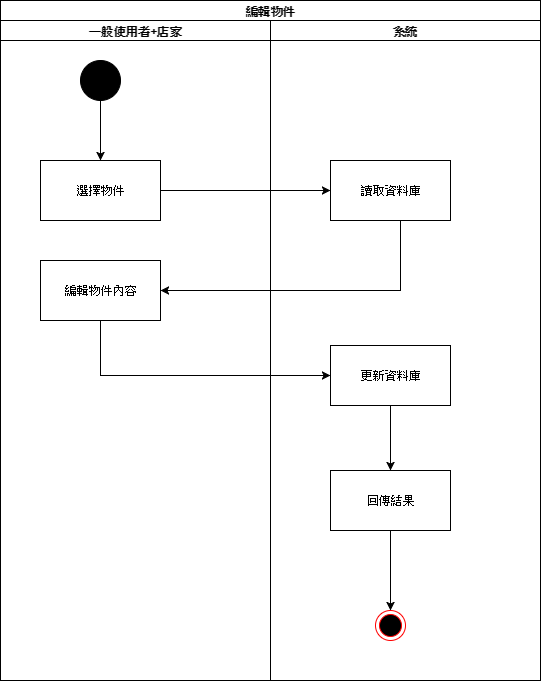 編輯物件
一般使用者+店家
系統
選擇物件
讀取資料庫
編輯物件內容
更新資料庫
回傳結果